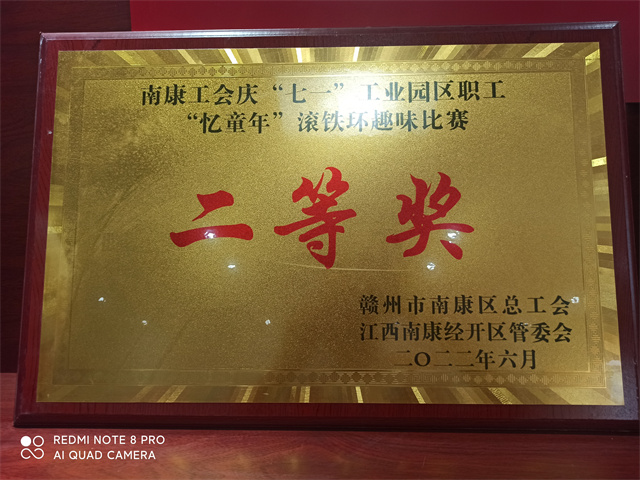 南康工会庆“七一”工业园区职工
“忆童年”滚铁环趣味比赛
二等奖
赣州市南康区总工会
江西南康经开区管委会
二〇二二年六月
REDMI NOTE 8 PRO
AI QUAD CAMERA